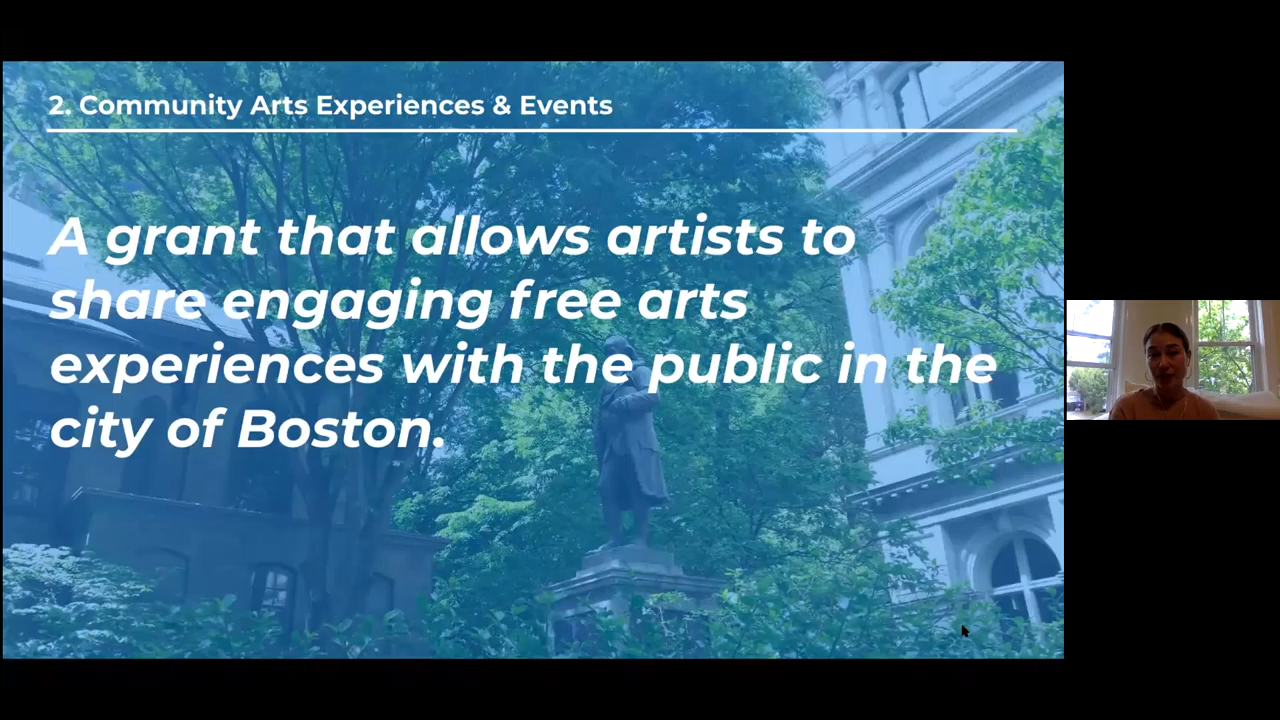 2. Community Arts Experiences & Events
A grant that allows artists to
share engaging free arts
experiences with the public in the
city of Boston.